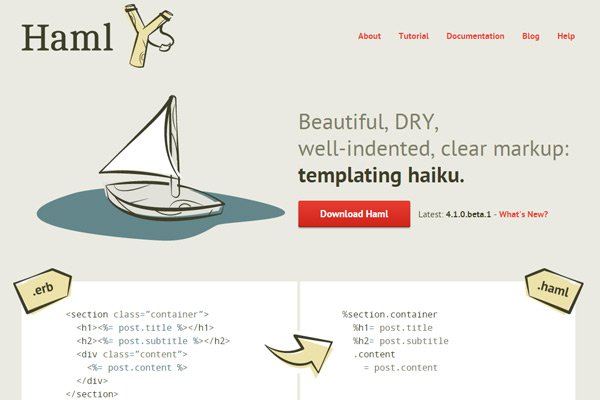 Haml
About Tutorial Documentation Blog Help
Beautiful, DRY,
well-indented, clear markup:
templating haiku.
Download Haml Latest: 4.1.0.beta.1 - What's New?
.erb
<section class="container">
<h1><%= post.title %></h1>
<h2><%= post.subtitle %></h2>
<div class="content">
<%= post.content %>
</div>
</section>
.haml
%section.container
%h1= post.title
%h2= post.subtitle
.content
= post.content